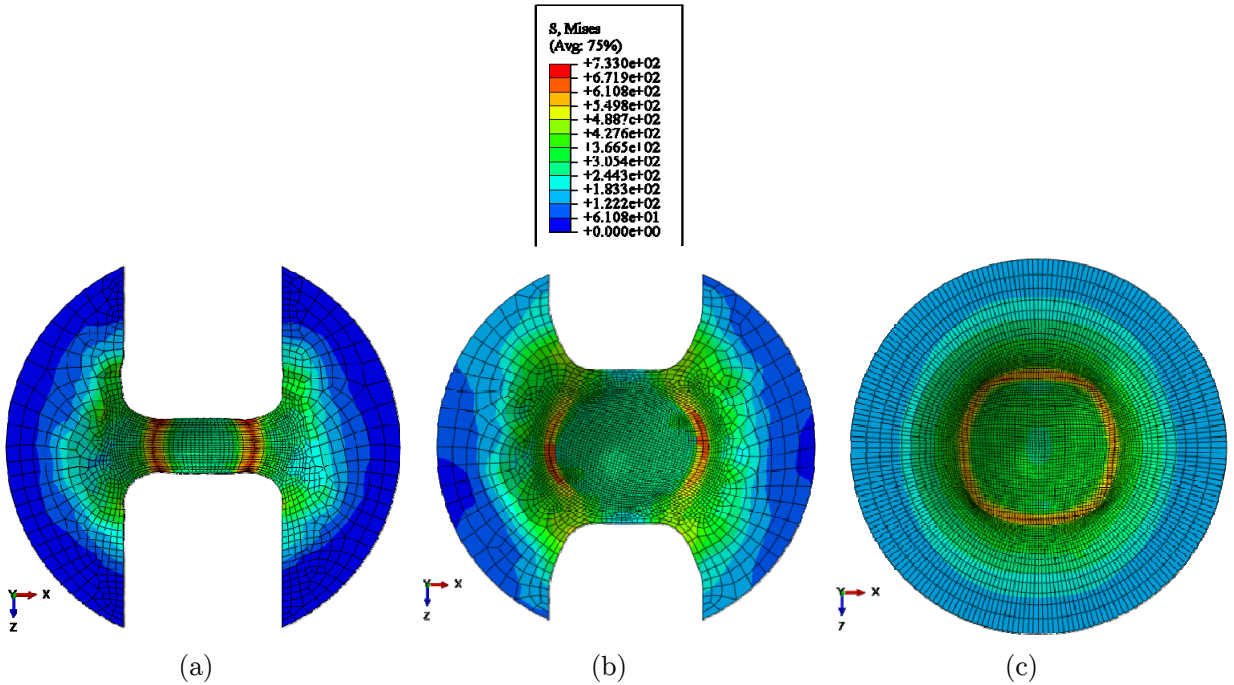 S, Mises
(Avg: 75%)
+7.330e+02
+6.719e+02
+6.108e+02
+5.498e+02
+4.887e+02
+4.276e+02
+3.665e+02
+3.054e+02
+2.443e+02
+1.833e+02
+1.222e+02
+6.108e+01
+0.000e+00
Y X
Z
Y X
Z
Y X
Z
(a) (b) (c)